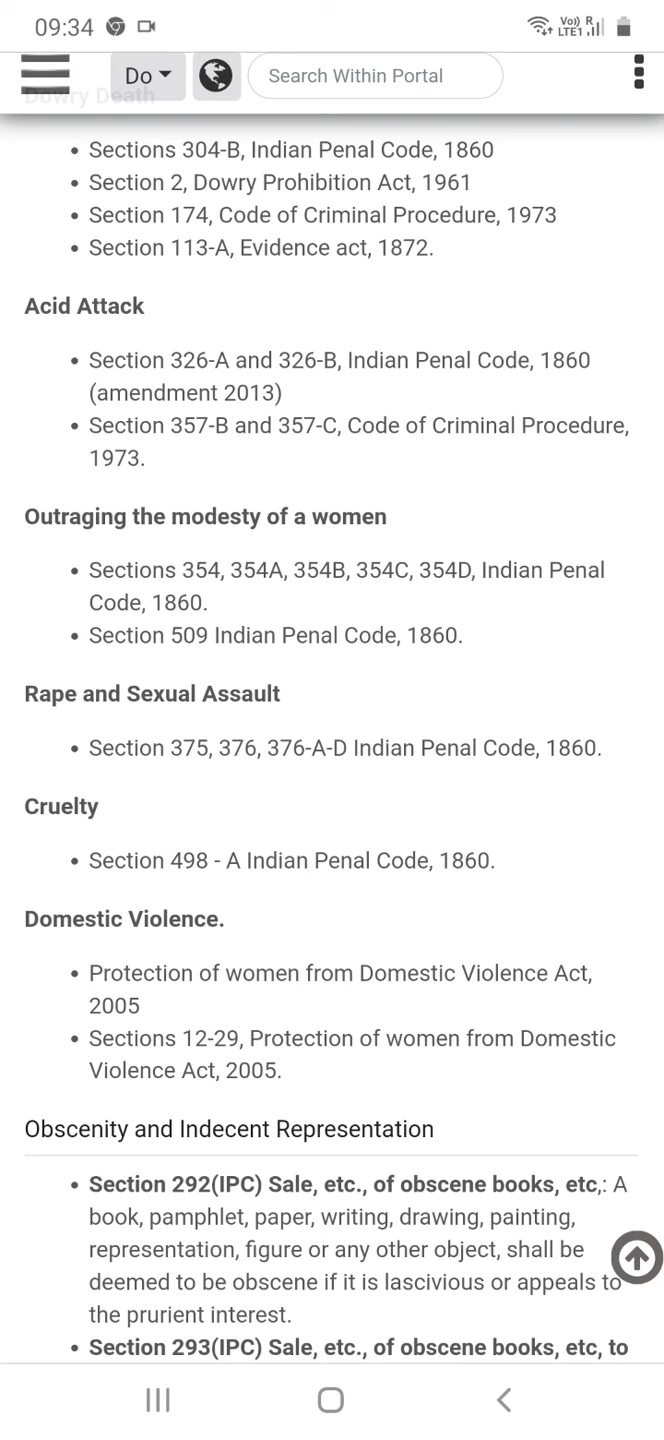 09:34
Vo) R
LTE1
Do
Search Within Portal
Dowry Death
• Sections 304-B, Indian Penal Code, 1860
• Section 2, Dowry Prohibition Act, 1961
• Section 174, Code of Criminal Procedure, 1973
• Section 113-A, Evidence act, 1872.
Acid Attack
• Section 326-A and 326-B, Indian Penal Code, 1860
(amendment 2013)
• Section 357-B and 357-C, Code of Criminal Procedure,
1973.
Outraging the modesty of a women
• Sections 354, 354A, 354B, 354C, 354D, Indian Penal
Code, 1860.
• Section 509 Indian Penal Code, 1860.
Rape and Sexual Assault
• Section 375, 376, 376-A-D Indian Penal Code, 1860.
Cruelty
• Section 498 - A Indian Penal Code, 1860.
Domestic Violence.
• Protection of women from Domestic Violence Act,
2005
• Sections 12-29, Protection of women from Domestic
Violence Act, 2005.
Obscenity and Indecent Representation
• Section 292(IPC) Sale, etc., of obscene books, etc,: A
book, pamphlet, paper, writing, drawing, painting,
representation, figure or any other object, shall be
deemed to be obscene if it is lascivious or appeals to
the prurient interest.
• Section 293(IPC) Sale, etc., of obscene books, etc, to